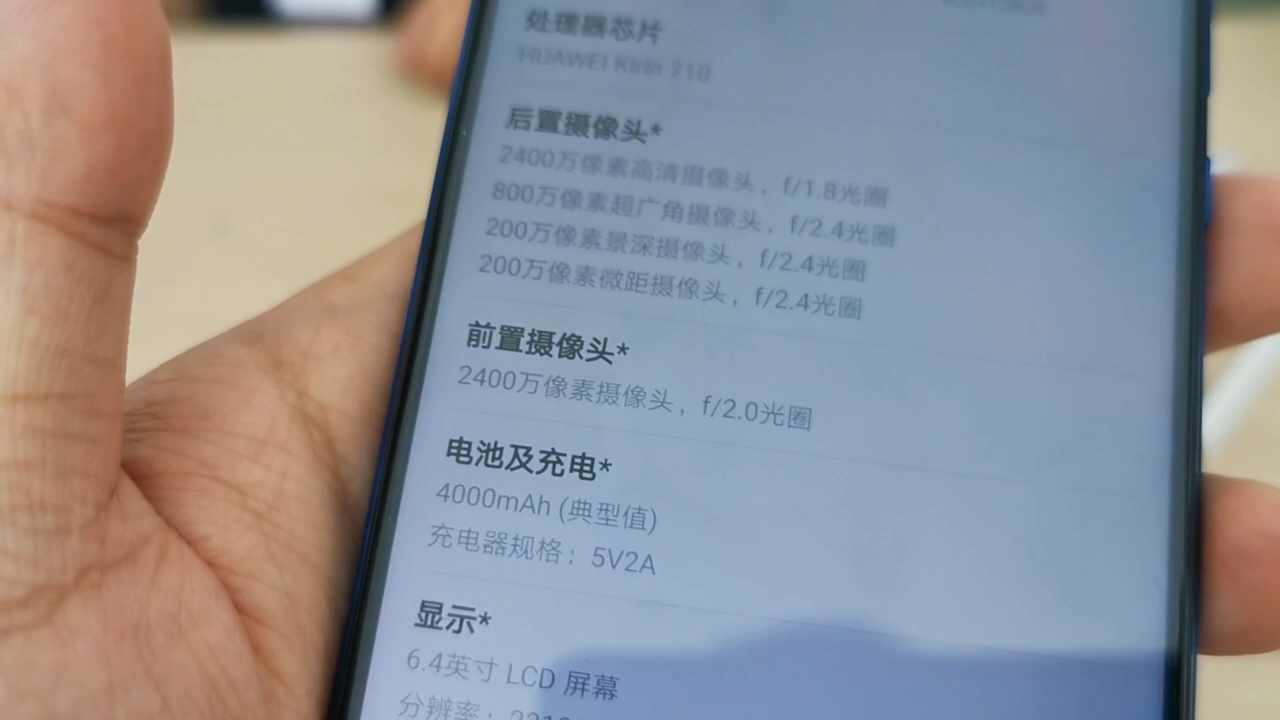 处理器芯片
HUAWEI Kirin 710
后置摄像头*
2400万像素高清摄像头，f/1.8光圈
800万像素超广角摄像头，f/2.4光圈
200万像素景深摄像头，f/2.4光圈
200万像素微距摄像头，f/2.4光圈
前置摄像头*
2400万像素摄像头，f/2.0光圈
电池及充电*
4000mAh (典型值)
充电器规格：5V2A
显示*
6.4英寸 LCD 屏幕
分辨率：